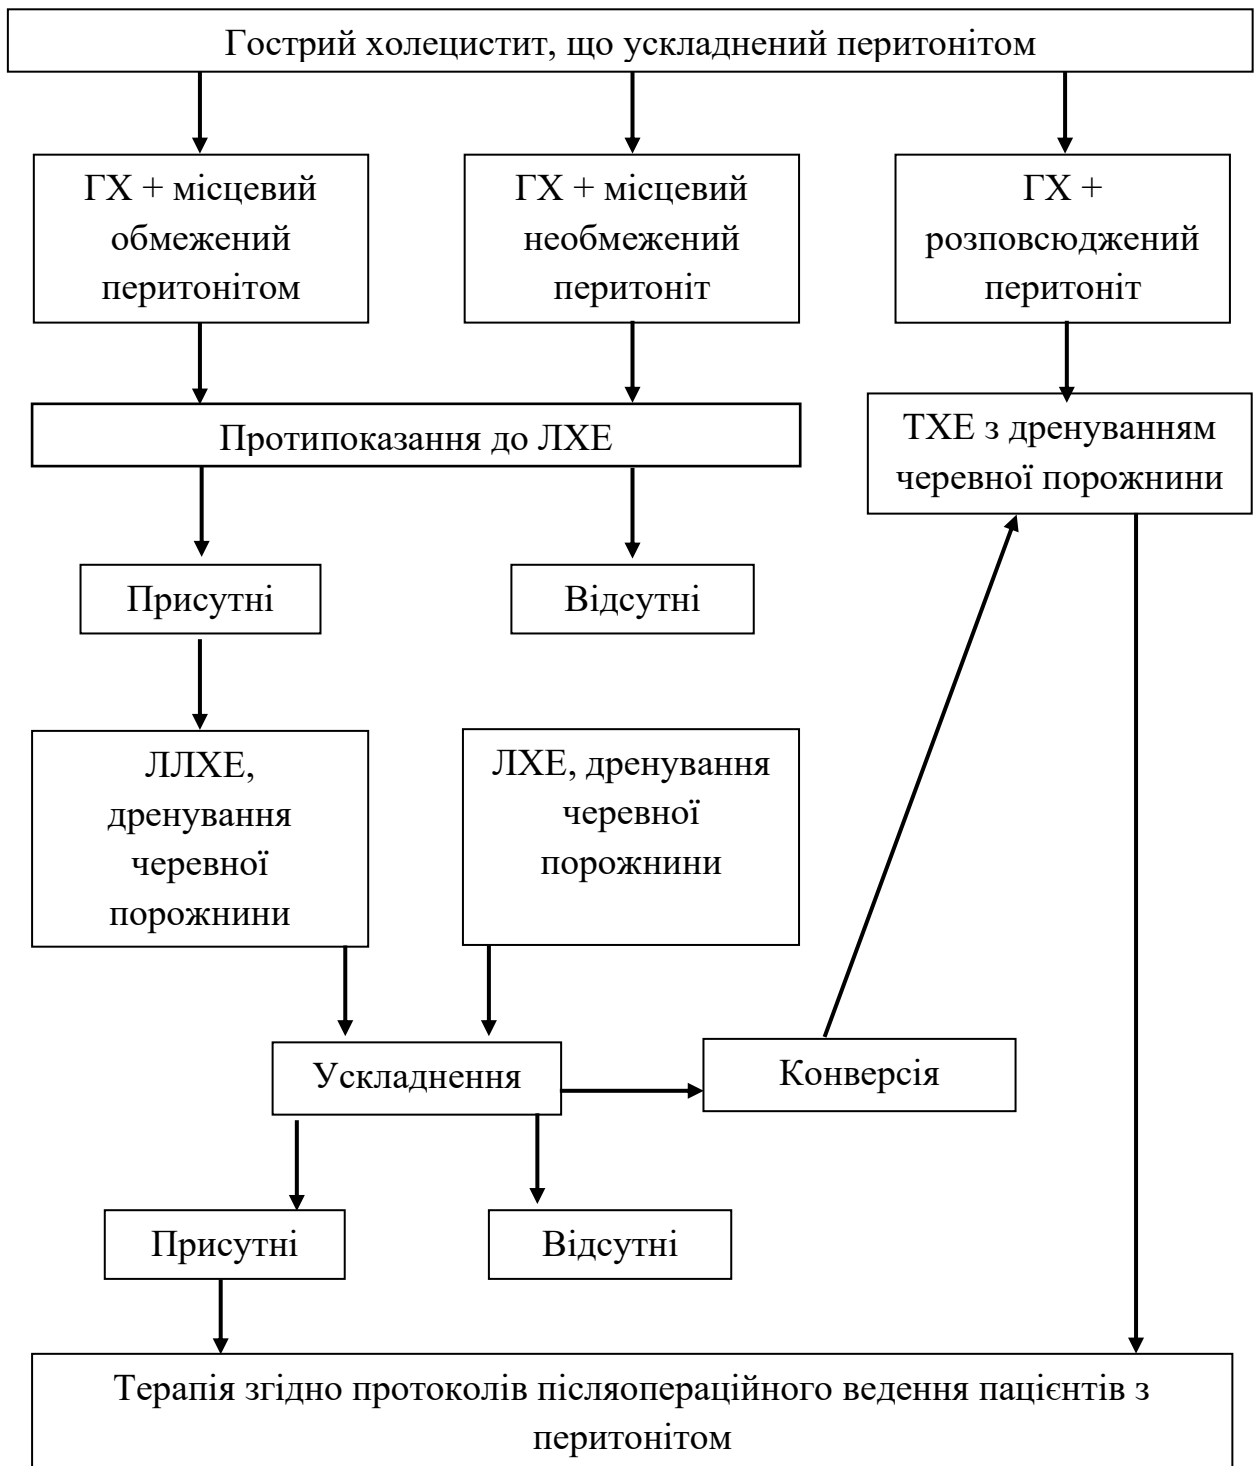 Гострий холецистит, що ускладнений перитонітом
ГХ + місцевий
обмежений
перитонітом
ГХ + місцевий
необмежений
перитоніт
ГХ +
розповсюджений
перитоніт
Протипоказання до ЛХЕ
ТХЕ з дренуванням
черевної порожнини
Присутні
Відсутні
ЛЛХЕ,
дренування
черевної
порожнини
ЛХЕ, дренування
черевної
порожнини
Ускладнення
Конверсія
Присутні
Відсутні
Терапія згідно протоколів післяопераційного ведення пацієнтів з
перитонітом